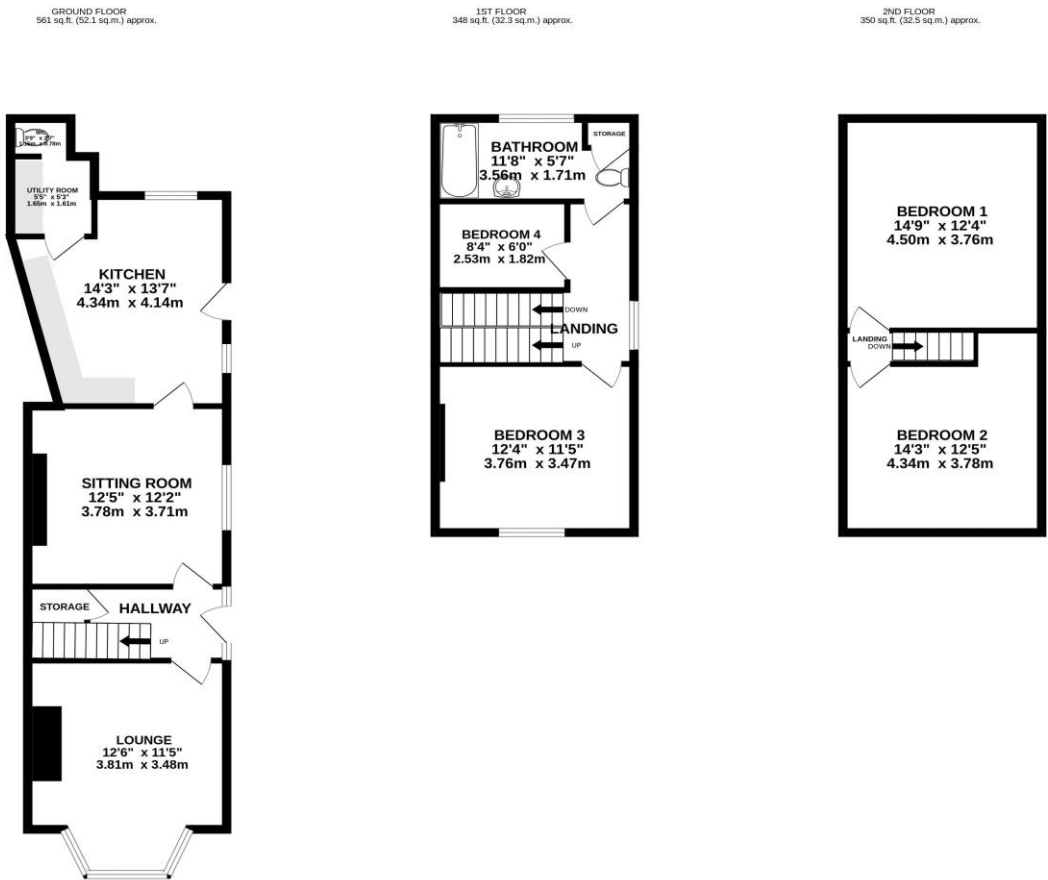 GROUND FLOOR
561 sq.ft. (52.1 sq.m.) approx.
WC
UTILITY ROOM
5'5" x 5'3"
1.65m x 1.61m
KITCHEN
14'3" x 13'7"
4.34m x 4.14m
SITTING ROOM
12'5" x 12'2"
3.78m x 3.71m
STORAGE
HALLWAY
UP
LOUNGE
12'6" x 11'5"
3.81m x 3.48m
1ST FLOOR
348 sq.ft. (32.3 sq.m.) approx.
STORAGE
BATHROOM
11'8" x 5'7"
3.56m x 1.71m
BEDROOM 4
8'4" x 6'0"
2.53m x 1.82m
DOWN
LANDING
UP
BEDROOM 3
12'4" x 11'5"
3.76m x 3.47m
2ND FLOOR
350 sq.ft. (32.5 sq.m.) approx.
BEDROOM 1
14'9" x 12'4"
4.50m x 3.76m
LANDING
DOWN
BEDROOM 2
14'3" x 12'5"
4.34m x 3.78m